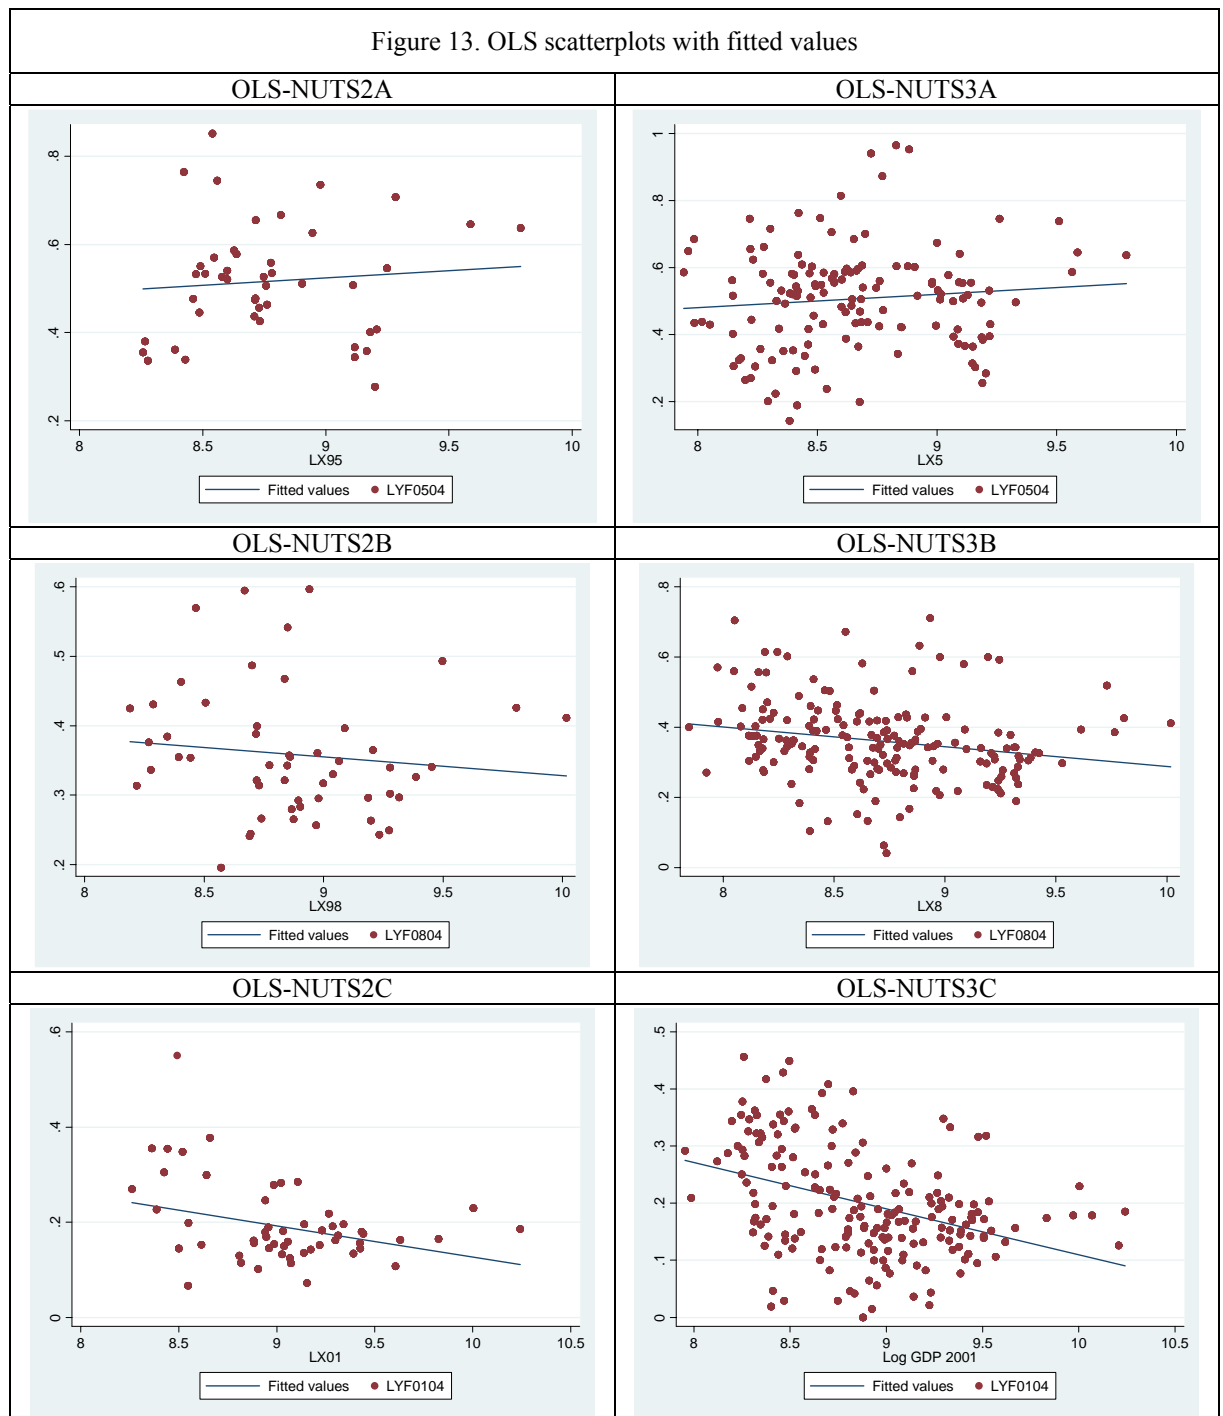 Figure 13. OLS scatterplots with fitted values
OLS-NUTS2A
OLS-NUTS3A
.8
.6
.4
.2
8 8.5 9 9.5 10
LX95
Fitted values LYF0504
1
.8
.6
.4
.2
8 8.5 9 9.5 10
LX5
Fitted values LYF0504
OLS-NUTS2B
OLS-NUTS3B
.6
.5
.4
.3
.2
8 8.5 9 9.5 10
LX98
Fitted values LYF0804
.8
.6
.4
.2
0
8 8.5 9 9.5 10
LX8
Fitted values LYF0804
OLS-NUTS2C
OLS-NUTS3C
.6
.4
.2
0
8 8.5 9 9.5 10 10.5
LX01
Fitted values LYF0104
.5
.4
.3
.2
.1
0
8 8.5 9 9.5 10 10.5
Log GDP 2001
Fitted values LYF0104